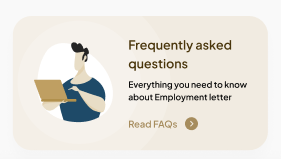 Frequently asked
questions
Everything you need to know
about Employment letter
Read FAQs